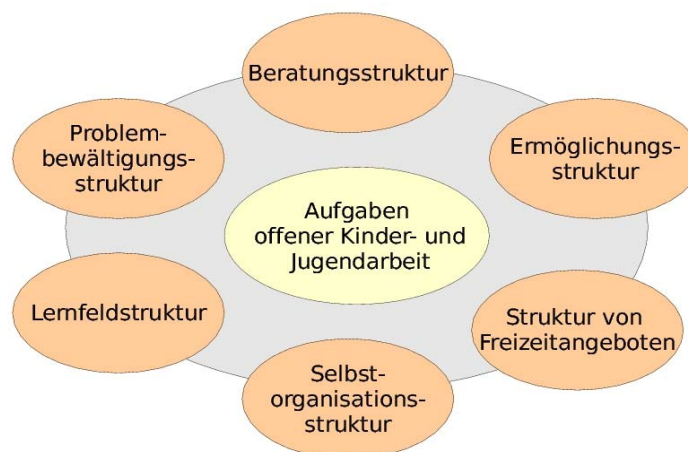 Beratungsstruktur
Problem-
bewältigungs-
struktur
Ermöglichungs-
struktur
Aufgaben
offener Kinder- und
Jugendarbeit
Lernfeldstruktur
Struktur von
Freizeitangeboten
Selbst-
organisations-
struktur